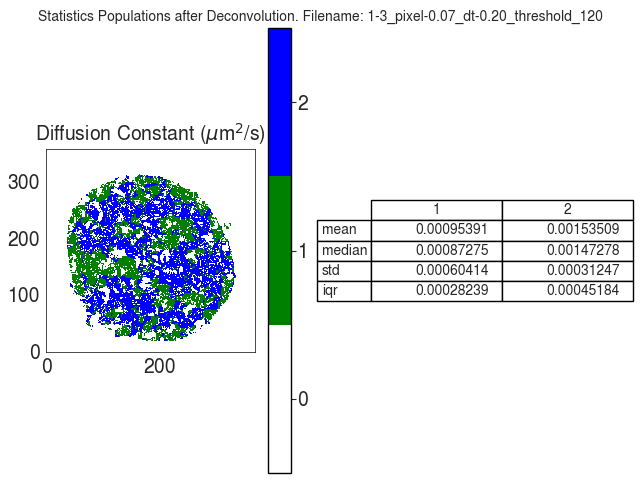 Statistics Populations after Deconvolution. Filename: 1-3_pixel-0.07_dt-0.20_threshold_120
Diffusion Constant (μm²/s)
300
200
100
0
0 200
2
1
0
1 2
mean 0.00095391 0.00153509
median 0.00087275 0.00147278
std 0.00060414 0.00031247
iqr 0.00028239 0.00045184